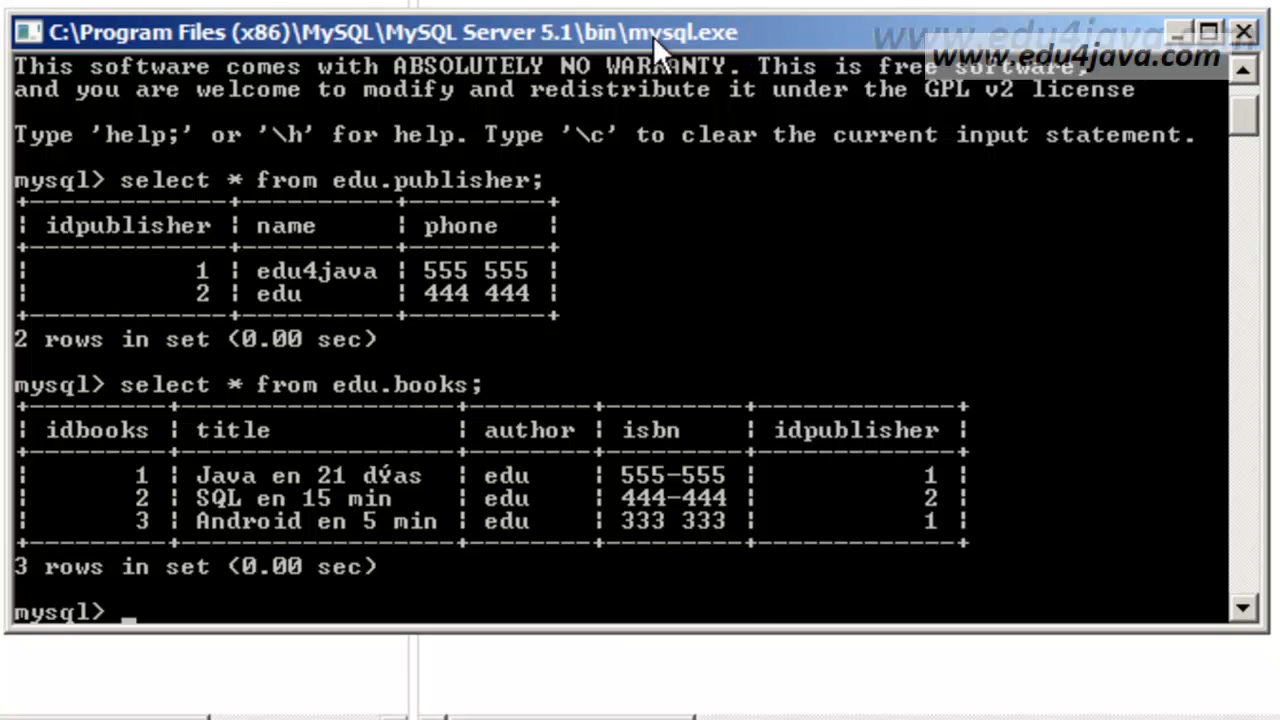 C:\Program Files (x86)\MySQL\MySQL Server 5.1\bin\mysql.exe
www.edu4java.com
www.edu4java.com
This software comes with ABSOLUTELY NO WARRANTY. This is free software,
and you are welcome to modify and redistribute it under the GPL v2 license
Type 'help;' or '\h' for help. Type '\c' to clear the current input statement.
mysql> select * from edu.publisher;
+--------------+----------+---------+
| idpublisher | name | phone |
+--------------+----------+---------+
| 1 | edu4java | 555 555 |
| 2 | edu | 444 444 |
+--------------+----------+---------+
2 rows in set (0.00 sec)
mysql> select * from edu.books;
+---------+------------------+--------+---------+-------------+
| idbooks | title | author | isbn | idpublisher |
+---------+------------------+--------+---------+-------------+
| 1 | Java en 21 dÝas | edu | 555-555 | 1 |
| 2 | SQL en 15 min | edu | 444-444 | 2 |
| 3 | Android en 5 min | edu | 333 333 | 1 |
+---------+------------------+--------+---------+-------------+
3 rows in set (0.00 sec)
mysql> _